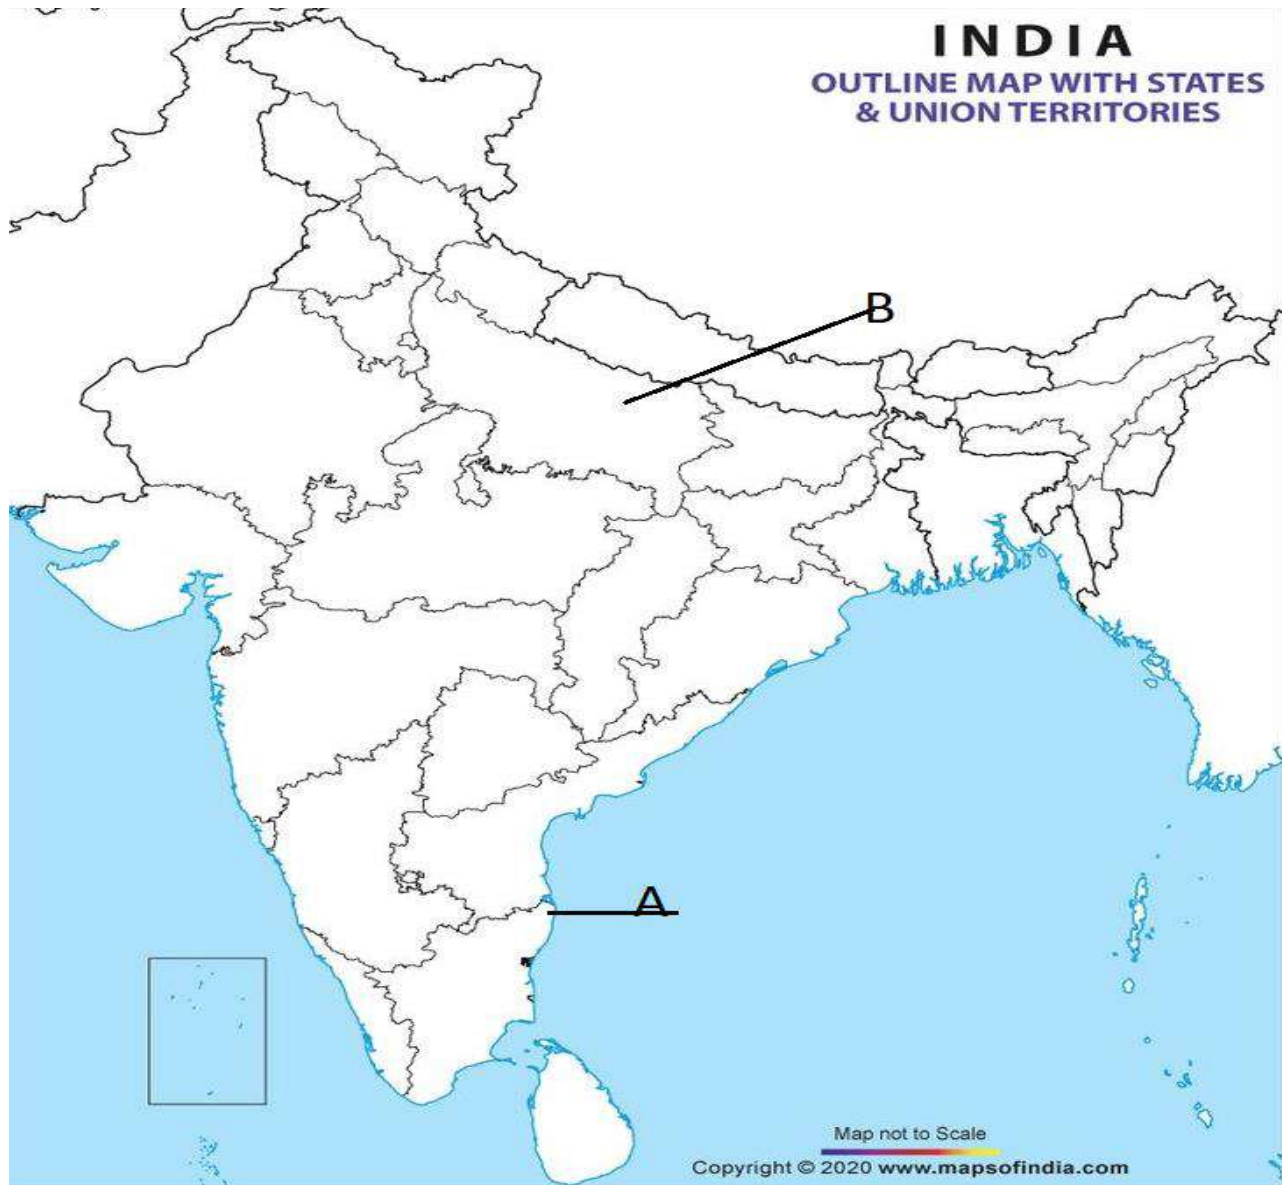 INDIA
OUTLINE MAP WITH STATES
& UNION TERRITORIES
B
A
Map not to Scale
Copyright © 2020 www.mapsofindia.com